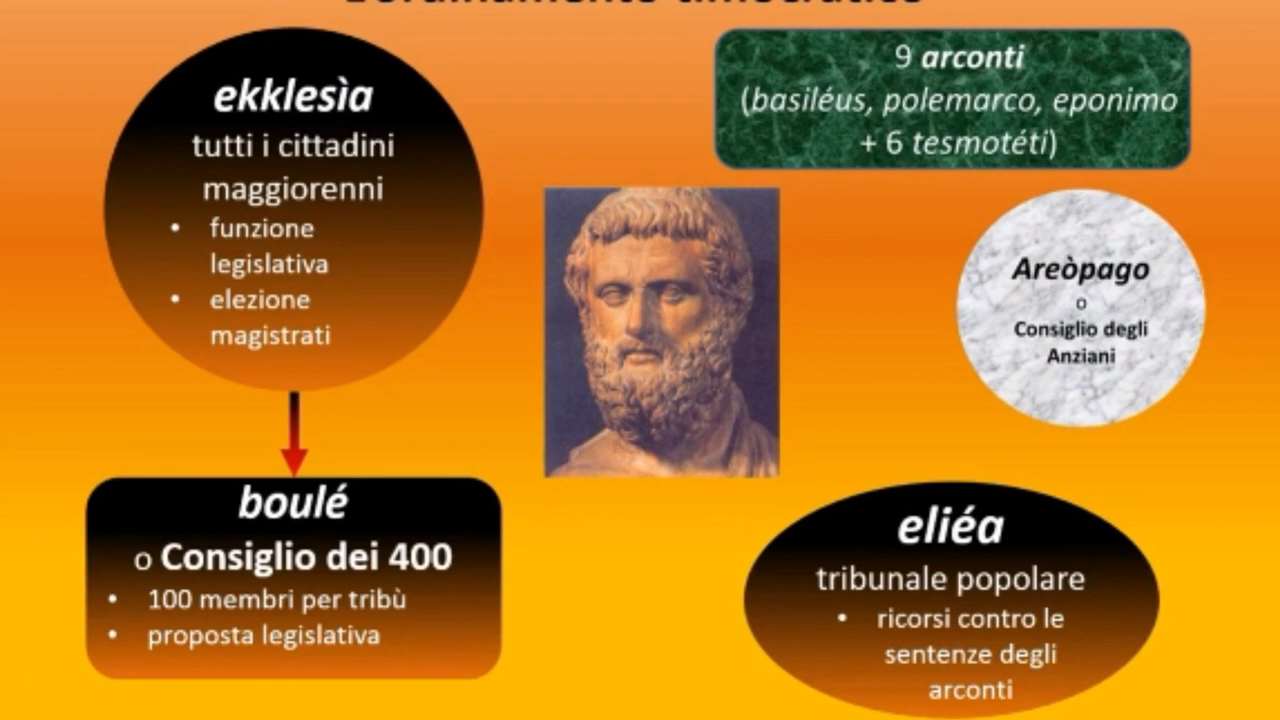 ekklesìa
tutti i cittadini
maggiorenni
• funzione
legislativa
• elezione
magistrati
9 arconti
(basiléus, polemarco, eponimo
+ 6 tesmotéti)
Areòpago
o
Consiglio degli
Anziani
boulé
o Consiglio dei 400
• 100 membri per tribù
• proposta legislativa
eliéa
tribunale popolare
• ricorsi contro le
sentenze degli
arconti